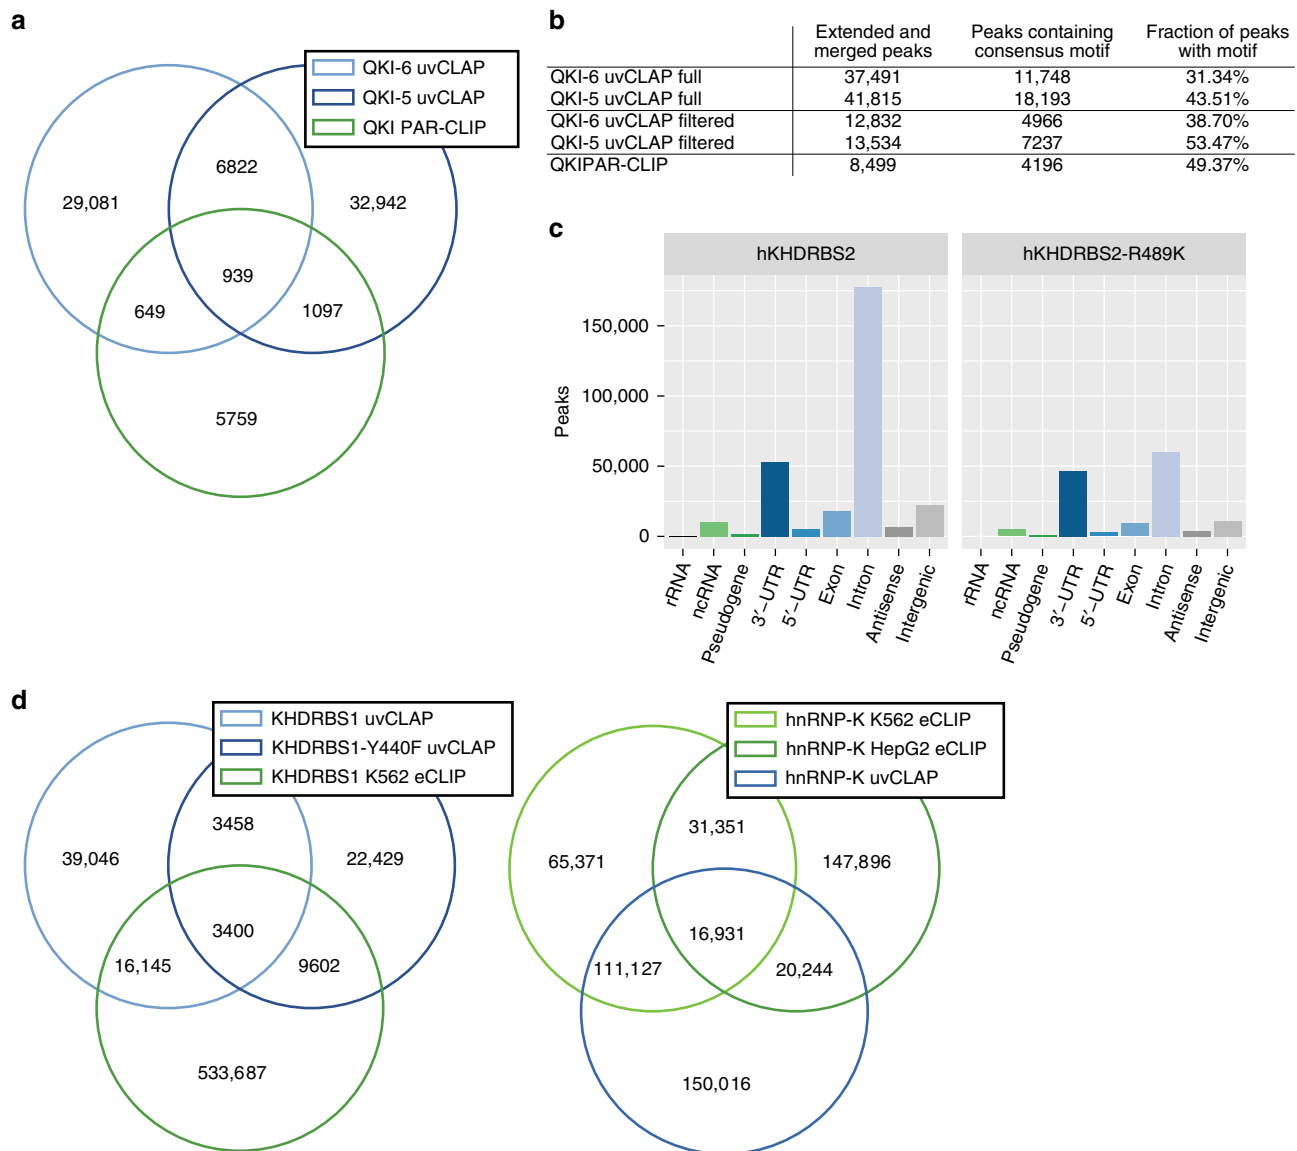 a
QKI-6 uvCLAP
QKI-5 uvCLAP
QKI PAR-CLIP
6822
29,081
32,942
939
649
1097
5759
b
Extended and merged peaks
Peaks containing consensus motif
Fraction of peaks with motif
QKI-6 uvCLAP full 37,491 11,748 31.34%
QKI-5 uvCLAP full 41,815 18,193 43.51%
QKI-6 uvCLAP filtered 12,832 4966 38.70%
QKI-5 uvCLAP filtered 13,534 7237 53.47%
QKIPAR-CLIP 8,499 4196 49.37%
c
hKHDRBS2
hKHDRBS2-R489K
Peaks
150,000
100,000
50,000
0
rRNA
ncRNA
Pseudogene
3′−UTR
5′−UTR
Exon
Intron
Antisense
Intergenic
rRNA
ncRNA
Pseudogene
3′−UTR
5′−UTR
Exon
Intron
Antisense
Intergenic
d
KHDRBS1 uvCLAP
KHDRBS1-Y440F uvCLAP
KHDRBS1 K562 eCLIP
3458
39,046
22,429
3400
16,145
9602
533,687
hnRNP-K K562 eCLIP
hnRNP-K HepG2 eCLIP
hnRNP-K uvCLAP
31,351
65,371
147,896
16,931
111,127
20,244
150,016